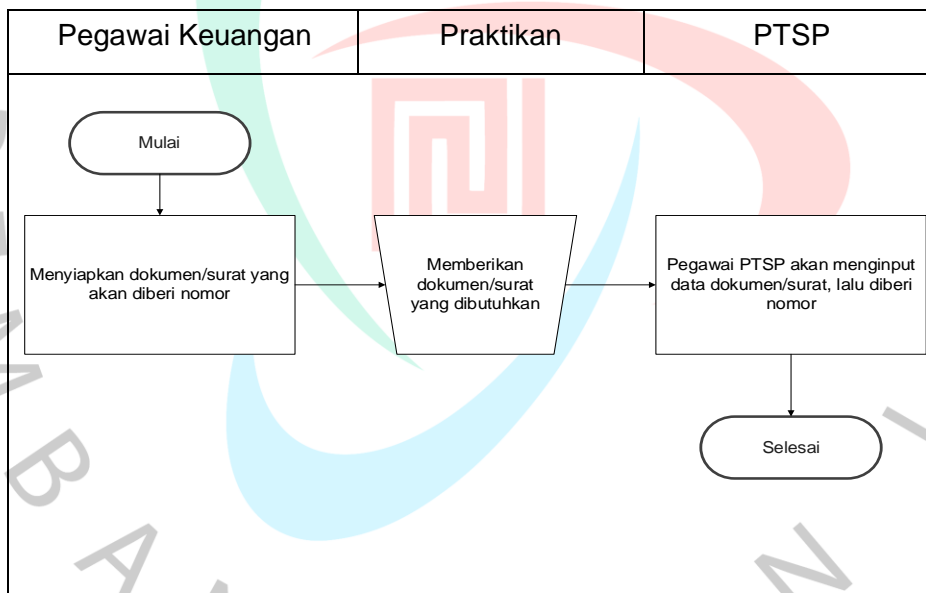 Pegawai Keuangan
Praktikan
PTSP
Mulai
Menyiapkan dokumen/surat yang
akan diberi nomor
Memberikan
dokumen/surat
yang dibutuhkan
Pegawai PTSP akan menginput
data dokumen/surat, lalu diberi
nomor
Selesai